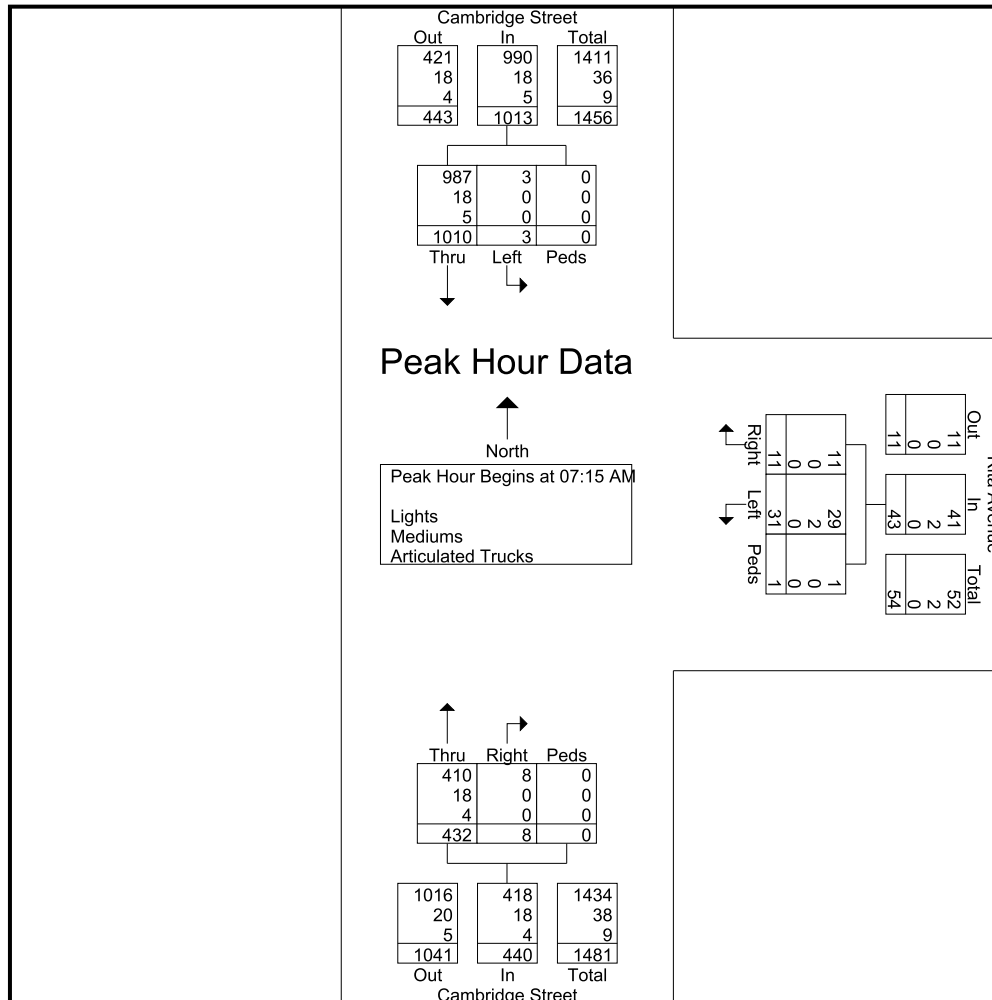 Cambridge Street
Out In Total
421 990 1411
18 18 36
4 5 9
443 1013 1456
987 3 0
18 0 0
5 0 0
1010 3 0
Thru Left Peds
Peak Hour Data
North
Peak Hour Begins at 07:15 AM
Lights
Mediums
Articulated Trucks
Out In Total
11 41 52
0 2 2
0 0 0
11 43 54
11 29 1
0 2 0
0 0 0
11 31 1
Right Left Peds
Thru Right Peds
410 8 0
18 0 0
4 0 0
432 8 0
1016 418 1434
20 18 38
5 4 9
1041 440 1481
Out In Total
Cambridge Street